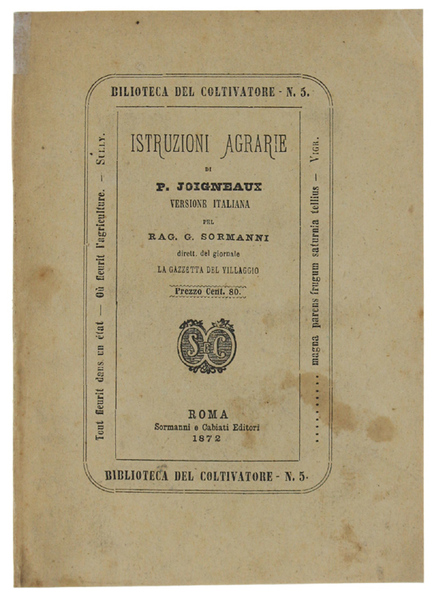 BILIOTECA DEL COLTIVATORE - N. 5.
Tout fleurit dans un état — Où fleurit l'agriculture. — SULLY.
ISTRUZIONI AGRARIE
DI
P. JOIGNEAUX
VERSIONE ITALIANA
PEL
RAG. G. SORMANNI
dirett. del giornale
LA GAZZETTA DEL VILLAGGIO
Prezzo Cent. 80.
S e C
ROMA
Sormanni e Cabiati Editori
1872
......... magna parens frugum saturnia tellius — VIGR.
BIBLIOTECA DEL COLTIVATORE - N. 5.